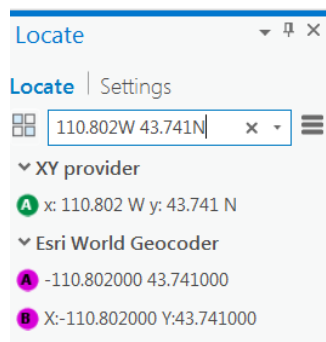 Locate
Locate | Settings
110.802W 43.741N
XY provider
A x: 110.802 W y: 43.741 N
Esri World Geocoder
A -110.802000 43.741000
B X:-110.802000 Y:43.741000